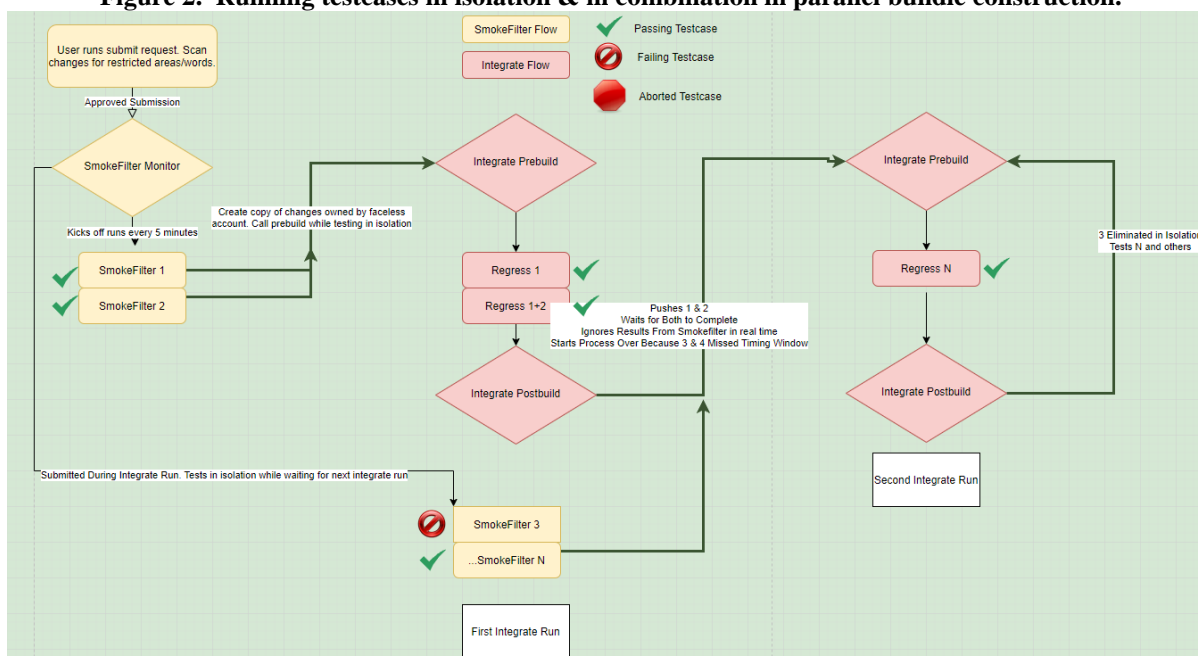 Figure 2: Running testcases in isolation & in combination in parallel bundle construction.
User runs submit request. Scan
changes for restricted areas/words.
Approved Submission
SmokeFilter Monitor
Kicks off runs every 5 minutes
SmokeFilter 1
SmokeFilter 2
Create copy of changes owned by faceless
account. Call prebuild while testing in isolation
SmokeFilter Flow
Integrate Flow
Passing Testcase
Failing Testcase
Aborted Testcase
Integrate Prebuild
Regress 1
Regress 1+2
Pushes 1 & 2
Waits for Both to Complete
Ignores Results From Smokefilter in real time
Starts Process Over Because 3 & 4 Missed Timing Window
Integrate Postbuild
Submitted During Integrate Run. Tests in isolation while waiting for next integrate run
SmokeFilter 3
...SmokeFilter N
First Integrate Run
Integrate Prebuild
Regress N
3 Eliminated in Isolation
Tests N and others
Integrate Postbuild
Second Integrate Run